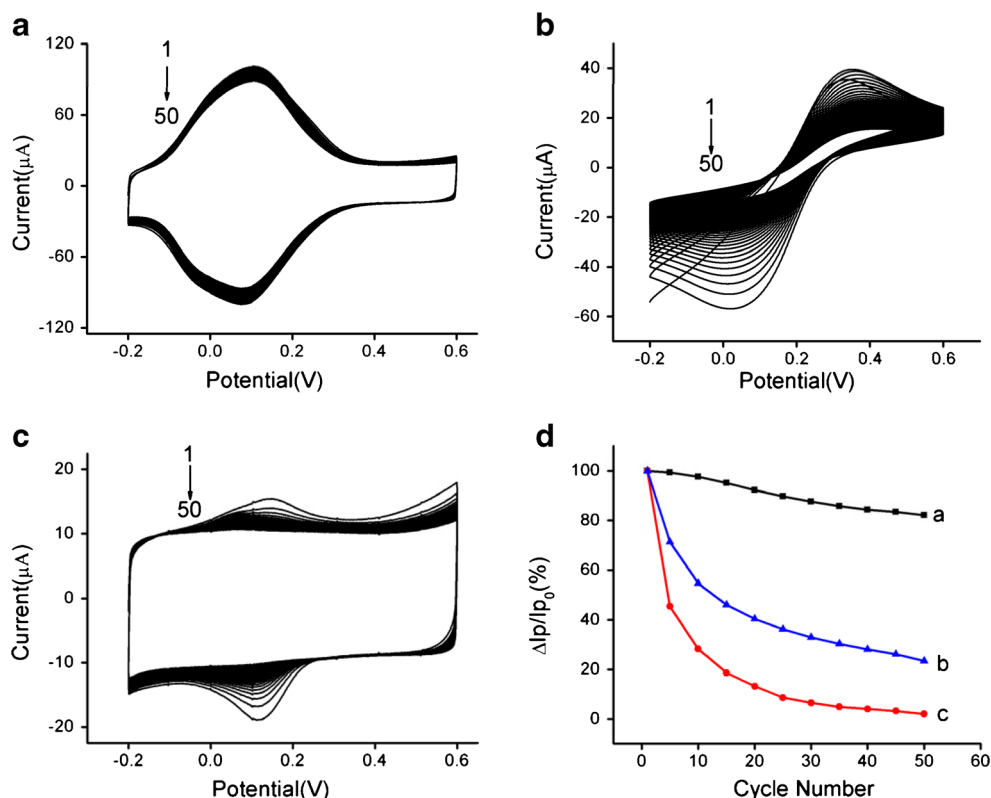 a
120
60
0
-60
-120
Current(μA)
1
50
-0.2 0.0 0.2 0.4 0.6
Potential(V)
b
40
20
0
-20
-40
-60
Current(μA)
1
50
-0.2 0.0 0.2 0.4 0.6
Potential(V)
c
20
10
0
-10
-20
Current(μA)
1
50
-0.2 0.0 0.2 0.4 0.6
Potential(V)
d
100
80
60
40
20
0
ΔIp/Ip₀(%)
a
b
c
0 10 20 30 40 50 60
Cycle Number